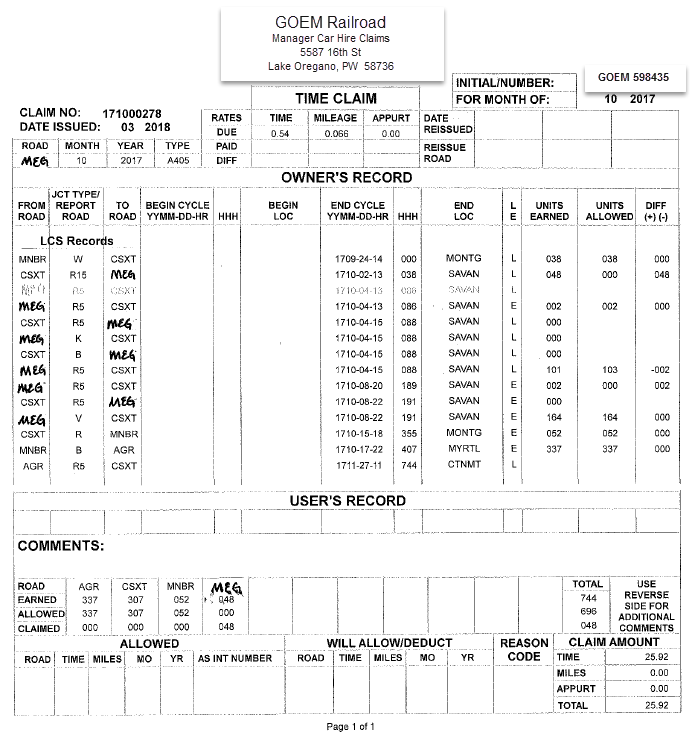 GOEM Railroad
Manager Car Hire Claims
5587 16th St
Lake Oregano, PW 58736
INITIAL/NUMBER: GOEM 598435
TIME CLAIM FOR MONTH OF: 10 2017
CLAIM NO: 171000278
DATE ISSUED: 03 2018
RATES TIME MILEAGE APPURT DATE REISSUED
DUE 0.54 0.066 0.00
ROAD MONTH YEAR TYPE PAID REISSUE ROAD
MEG 10 2017 A405 DIFF
OWNER'S RECORD
FROM ROAD JCT TYPE/ REPORT ROAD TO ROAD BEGIN CYCLE YYMM-DD-HR HHH BEGIN LOC END CYCLE YYMM-DD-HR HHH END LOC L E UNITS EARNED UNITS ALLOWED DIFF (+) (-)
LCS Records
MNBR W CSXT 1709-24-14 000 MONTG L 038 038 000
CSXT R15 MEG 1710-02-13 038 SAVAN L 048 000 048
R5 CSXT 1710-04-13 086 SAVAN L
MEG R5 CSXT 1710-04-13 086 SAVAN E 002 002 000
CSXT R5 MEG 1710-04-15 088 SAVAN L 000
MEG K CSXT 1710-04-15 088 SAVAN L 000
CSXT B MEG 1710-04-15 088 SAVAN L 000
MEG R5 CSXT 1710-04-15 088 SAVAN L 101 103 -002
MEG R5 CSXT 1710-08-20 189 SAVAN E 002 000 002
CSXT R5 MEG 1710-08-22 191 SAVAN E 000
MEG V CSXT 1710-08-22 191 SAVAN E 164 164 000
CSXT R MNBR 1710-15-18 355 MONTG E 052 052 000
MNBR B AGR 1710-17-22 407 MYRTL E 337 337 000
AGR R5 CSXT 1711-27-11 744 CTNMT L
USER'S RECORD
COMMENTS:
ROAD AGR CSXT MNBR MEG TOTAL USE REVERSE SIDE FOR ADDITIONAL COMMENTS
EARNED 337 307 052 048 744
ALLOWED 337 307 052 000 696
CLAIMED 000 000 000 048 048
ALLOWED WILL ALLOW/DEDUCT REASON CODE CLAIM AMOUNT
ROAD TIME MILES MO YR AS INT NUMBER ROAD TIME MILES MO YR TIME 25.92
MILES 0.00
APPURT 0.00
TOTAL 25.92
Page 1 of 1